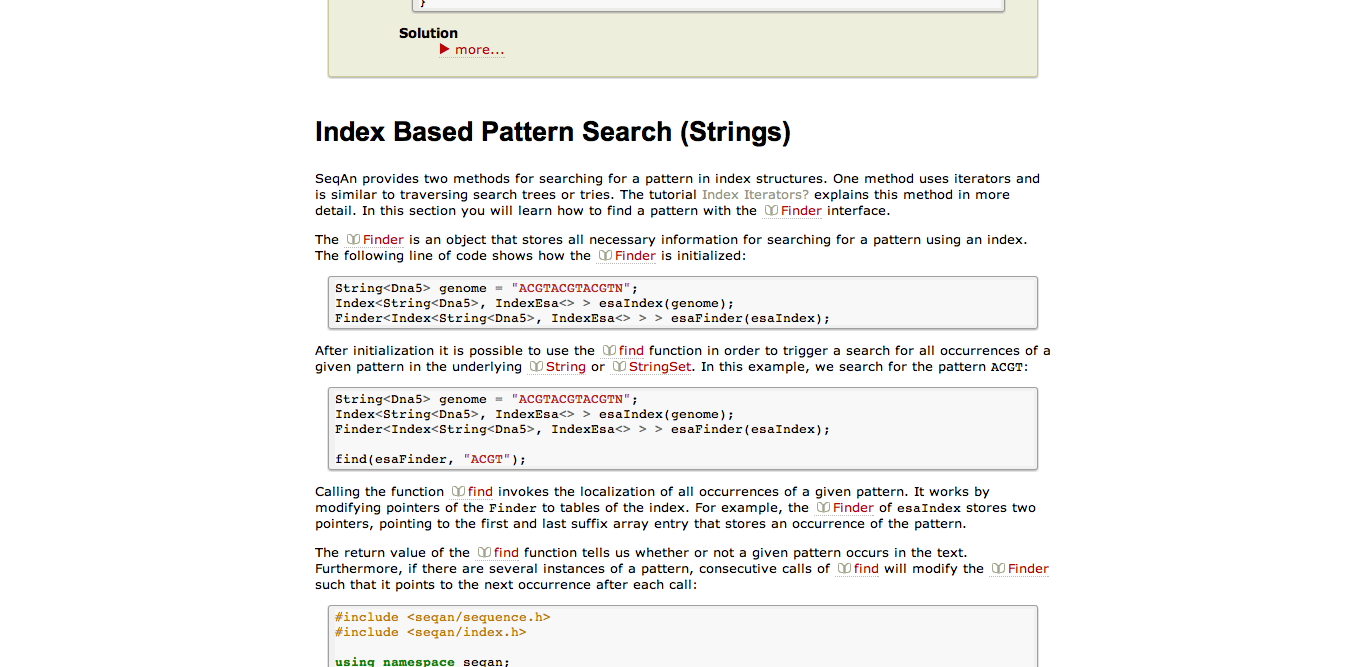 }
Solution
more...
Index Based Pattern Search (Strings)
SeqAn provides two methods for searching for a pattern in index structures. One method uses iterators and
is similar to traversing search trees or tries. The tutorial Index Iterators? explains this method in more
detail. In this section you will learn how to find a pattern with the Finder interface.
The Finder is an object that stores all necessary information for searching for a pattern using an index.
The following line of code shows how the Finder is initialized:
String<Dna5> genome = "ACGTACGTACGTN";
Index<String<Dna5>, IndexEsa<> > esaIndex(genome);
Finder<Index<String<Dna5>, IndexEsa<> > > esaFinder(esaIndex);
After initialization it is possible to use the find function in order to trigger a search for all occurrences of a
given pattern in the underlying String or StringSet. In this example, we search for the pattern ACGT:
String<Dna5> genome = "ACGTACGTACGTN";
Index<String<Dna5>, IndexEsa<> > esaIndex(genome);
Finder<Index<String<Dna5>, IndexEsa<> > > esaFinder(esaIndex);
find(esaFinder, "ACGT");
Calling the function find invokes the localization of all occurrences of a given pattern. It works by
modifying pointers of the Finder to tables of the index. For example, the Finder of esaIndex stores two
pointers, pointing to the first and last suffix array entry that stores an occurrence of the pattern.
The return value of the find function tells us whether or not a given pattern occurs in the text.
Furthermore, if there are several instances of a pattern, consecutive calls of find will modify the Finder
such that it points to the next occurrence after each call:
#include <seqan/sequence.h>
#include <seqan/index.h>
using namespace seqan;